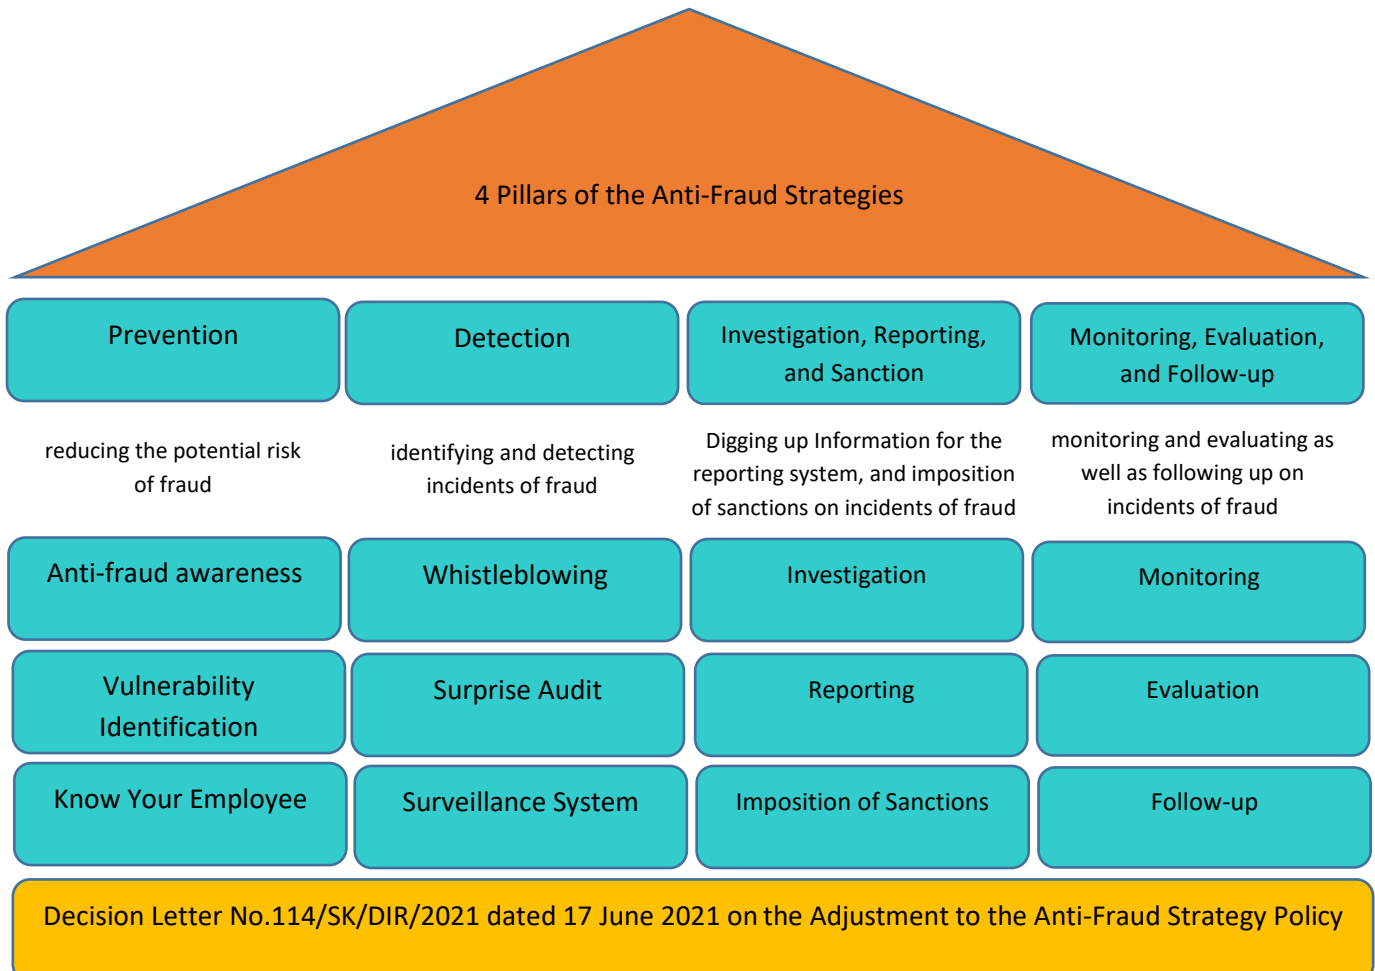 4 Pillars of the Anti-Fraud Strategies
Prevention
Detection
Investigation, Reporting,
and Sanction
Monitoring, Evaluation,
and Follow-up
reducing the potential risk
of fraud
identifying and detecting
incidents of fraud
Digging up Information for the
reporting system, and imposition
of sanctions on incidents of fraud
monitoring and evaluating as
well as following up on
incidents of fraud
Anti-fraud awareness
Whistleblowing
Investigation
Monitoring
Vulnerability
Identification
Surprise Audit
Reporting
Evaluation
Know Your Employee
Surveillance System
Imposition of Sanctions
Follow-up
Decision Letter No.114/SK/DIR/2021 dated 17 June 2021 on the Adjustment to the Anti-Fraud Strategy Policy